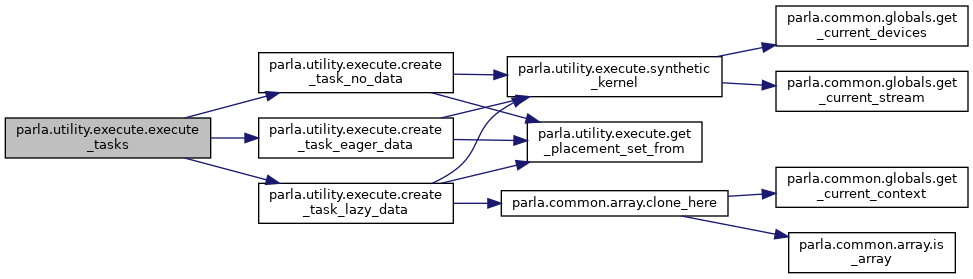 parla.utility.execute.execute
_tasks
parla.utility.execute.create
_task_no_data
parla.utility.execute.create
_task_eager_data
parla.utility.execute.create
_task_lazy_data
parla.utility.execute.synthetic
_kernel
parla.utility.execute.get
_placement_set_from
parla.common.array.clone_here
parla.common.globals.get
_current_devices
parla.common.globals.get
_current_stream
parla.common.globals.get
_current_context
parla.common.array.is
_array